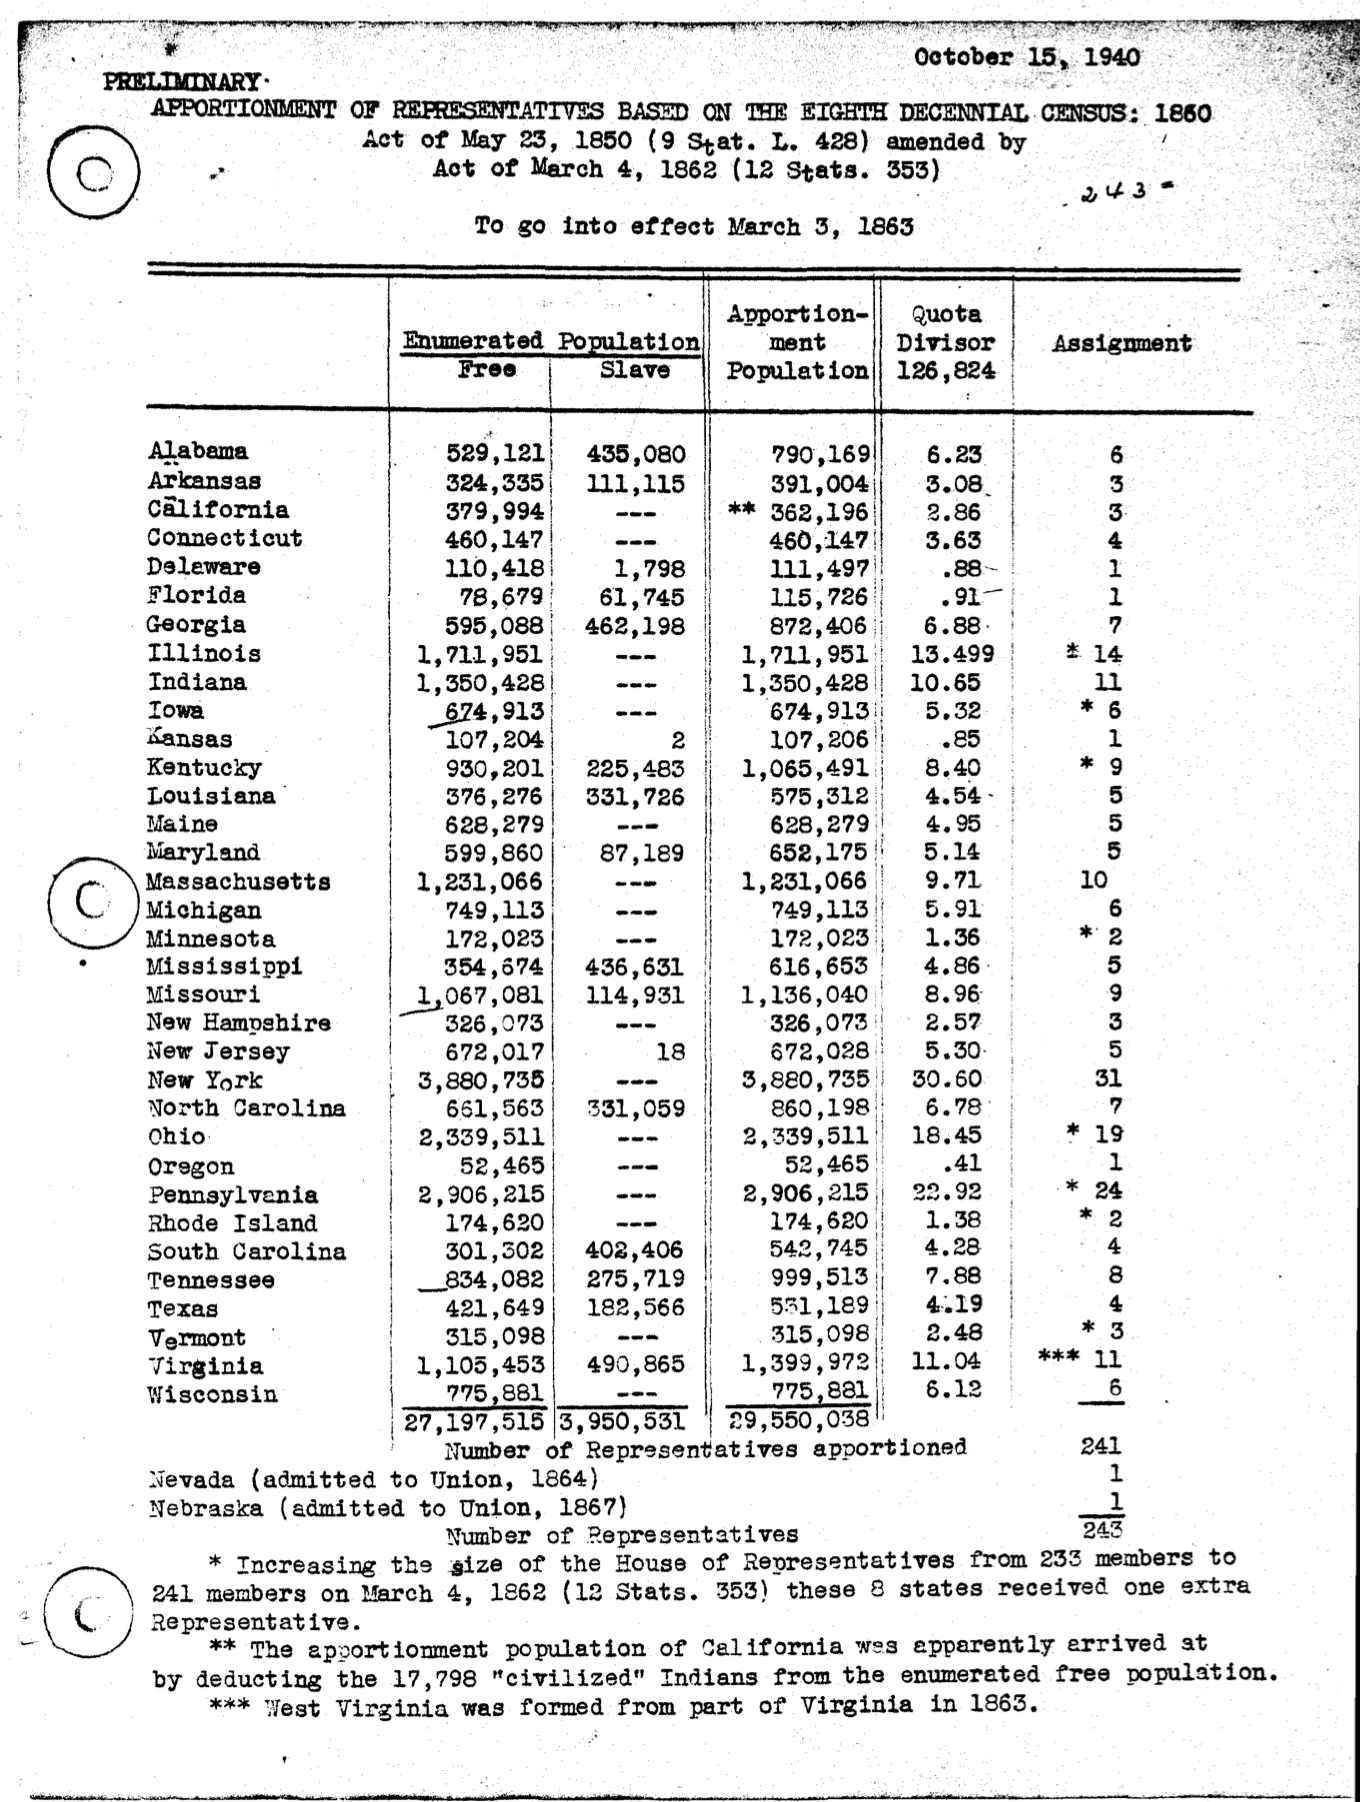 October 15, 1940
PRELIMINARY
APPORTIONMENT OF REPRESENTATIVES BASED ON THE EIGHTH DECENNIAL CENSUS: 1860
Act of May 23, 1850 (9 Stat. L. 428) amended by
Act of March 4, 1862 (12 Stats. 353)
243
To go into effect March 3, 1863
Enumerated Population Free Slave | Apportion-ment Population | Quota Divisor 126,824 | Assignment
Alabama 529,121 435,080 790,169 6.23 6
Arkansas 324,335 111,115 391,004 3.08 3
California 379,994 --- ** 362,196 2.86 3
Connecticut 460,147 --- 460,147 3.63 4
Delaware 110,418 1,798 111,497 .88 1
Florida 78,679 61,745 115,726 .91 1
Georgia 595,088 462,198 872,406 6.88 7
Illinois 1,711,951 --- 1,711,951 13.499 * 14
Indiana 1,350,428 --- 1,350,428 10.65 11
Iowa 674,913 --- 674,913 5.32 * 6
Kansas 107,204 2 107,206 .85 1
Kentucky 930,201 225,483 1,065,491 8.40 * 9
Louisiana 376,276 331,726 575,312 4.54 5
Maine 628,279 --- 628,279 4.95 5
Maryland 599,860 87,189 652,175 5.14 5
Massachusetts 1,231,066 --- 1,231,066 9.71 10
Michigan 749,113 --- 749,113 5.91 6
Minnesota 172,023 --- 172,023 1.36 * 2
Mississippi 354,674 436,631 616,653 4.86 5
Missouri 1,067,081 114,931 1,136,040 8.96 9
New Hampshire 326,073 --- 326,073 2.57 3
New Jersey 672,017 18 672,028 5.30 5
New York 3,880,735 --- 3,880,735 30.60 31
North Carolina 661,563 331,059 860,198 6.78 7
Ohio 2,339,511 --- 2,339,511 18.45 * 19
Oregon 52,465 --- 52,465 .41 1
Pennsylvania 2,906,215 --- 2,906,215 22.92 * 24
Rhode Island 174,620 --- 174,620 1.38 * 2
South Carolina 301,302 402,406 542,745 4.28 4
Tennessee 834,082 275,719 999,513 7.88 8
Texas 421,649 182,566 531,189 4.19 4
Vermont 315,098 --- 315,098 2.48 * 3
Virginia 1,105,453 490,865 1,399,972 11.04 *** 11
Wisconsin 775,881 --- 775,881 6.12 6
27,197,515 3,950,531 29,550,038
Number of Representatives apportioned 241
Nevada (admitted to Union, 1864) 1
Nebraska (admitted to Union, 1867) 1
Number of Representatives 243
* Increasing the size of the House of Representatives from 233 members to
241 members on March 4, 1862 (12 Stats. 353) these 8 states received one extra
Representative.
** The apportionment population of California was apparently arrived at
by deducting the 17,798 "civilized" Indians from the enumerated free population.
*** West Virginia was formed from part of Virginia in 1863.